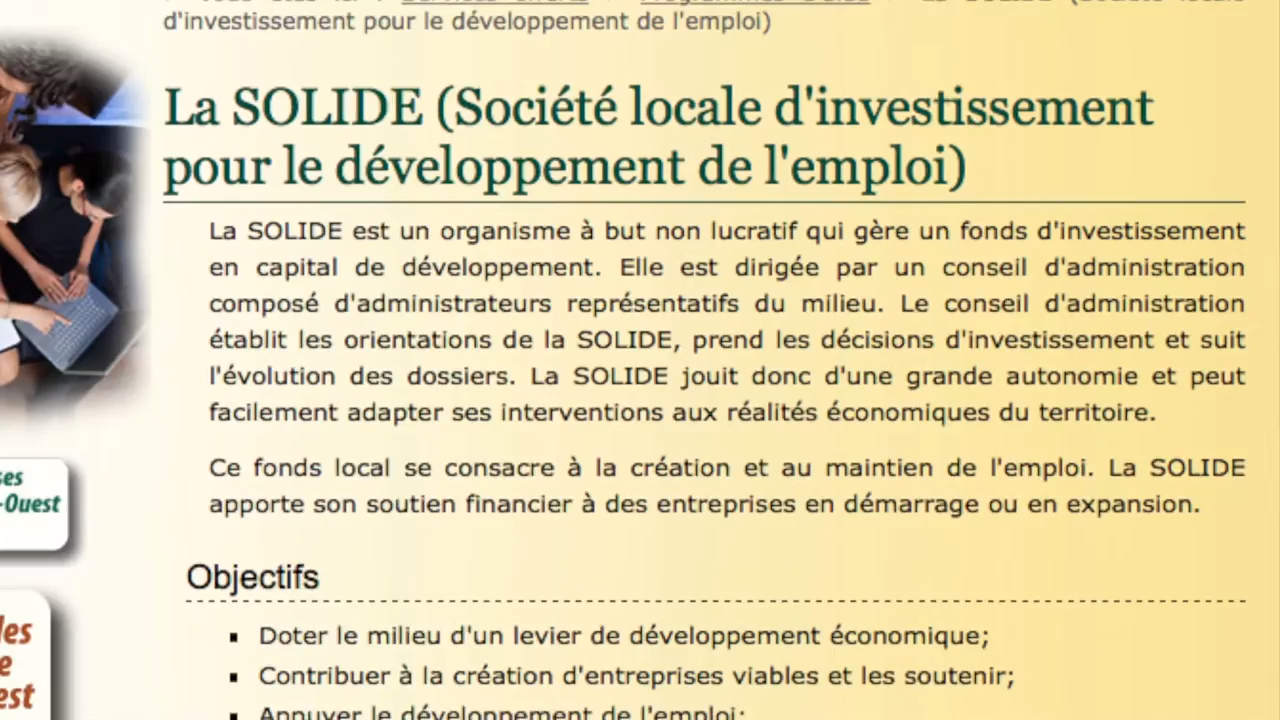 d'investissement pour le développement de l'emploi)
La SOLIDE (Société locale d'investissement
pour le développement de l'emploi)
La SOLIDE est un organisme à but non lucratif qui gère un fonds d'investissement
en capital de développement. Elle est dirigée par un conseil d'administration
composé d'administrateurs représentatifs du milieu. Le conseil d'administration
établit les orientations de la SOLIDE, prend les décisions d'investissement et suit
l'évolution des dossiers. La SOLIDE jouit donc d'une grande autonomie et peut
facilement adapter ses interventions aux réalités économiques du territoire.
Ce fonds local se consacre à la création et au maintien de l'emploi. La SOLIDE
apporte son soutien financier à des entreprises en démarrage ou en expansion.
Objectifs
▪ Doter le milieu d'un levier de développement économique;
▪ Contribuer à la création d'entreprises viables et les soutenir;
▪ Appuyer le développement de l'emploi;
ses
-Ouest
les
e
est